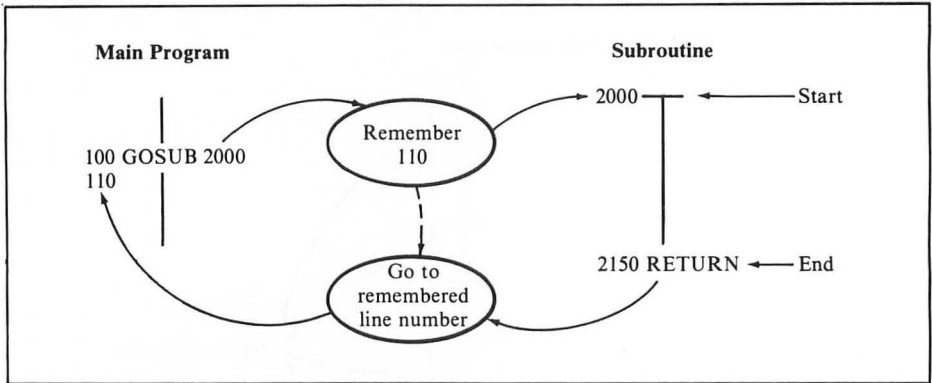 Main Program
Subroutine
2000
Start
Remember
110
100 GOSUB 2000
110
Go to
remembered
line number
2150 RETURN
End